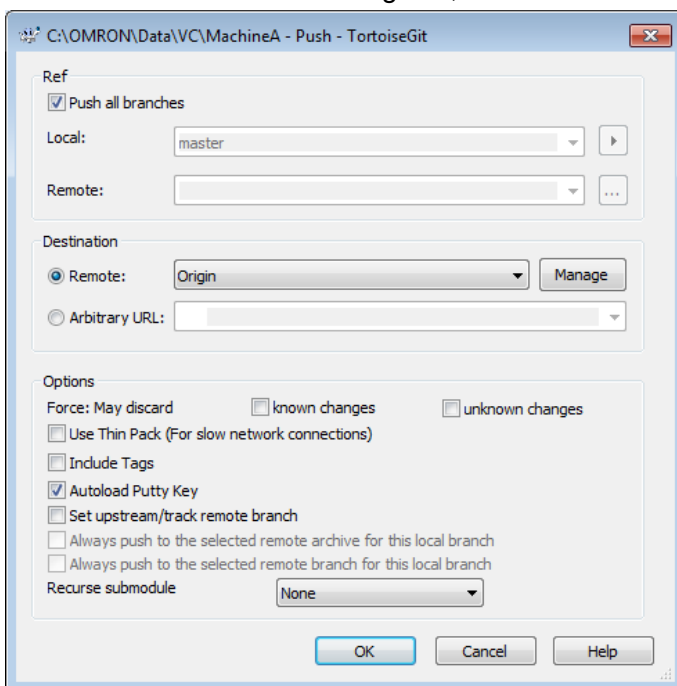 C:\OMRON\Data\VC\MachineA - Push - TortoiseGit
Ref
Push all branches
Local:
master
Remote:
...
Destination
Remote:
Origin
Manage
Arbitrary URL:
Options
Force: May discard
known changes
unknown changes
Use Thin Pack (For slow network connections)
Include Tags
Autoload Putty Key
Set upstream/track remote branch
Always push to the selected remote archive for this local branch
Always push to the selected remote branch for this local branch
Recurse submodule
None
OK
Cancel
Help